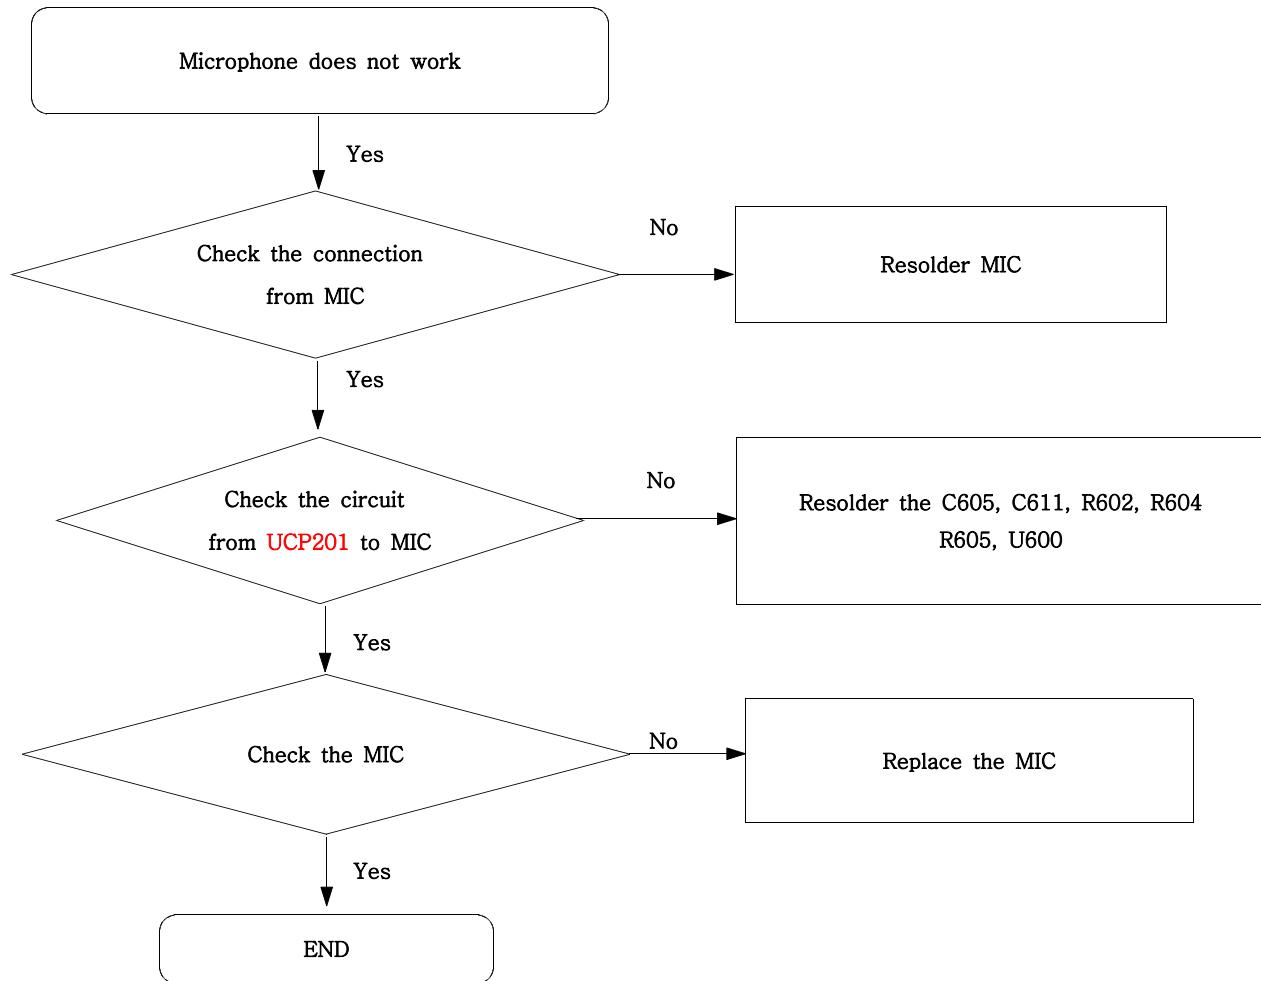 Microphone does not work
Yes
Check the connection
from MIC
No
Resolder MIC
Yes
Check the circuit
from UCP201 to MIC
No
Resolder the C605, C611, R602, R604
R605, U600
Yes
Check the MIC
No
Replace the MIC
Yes
END